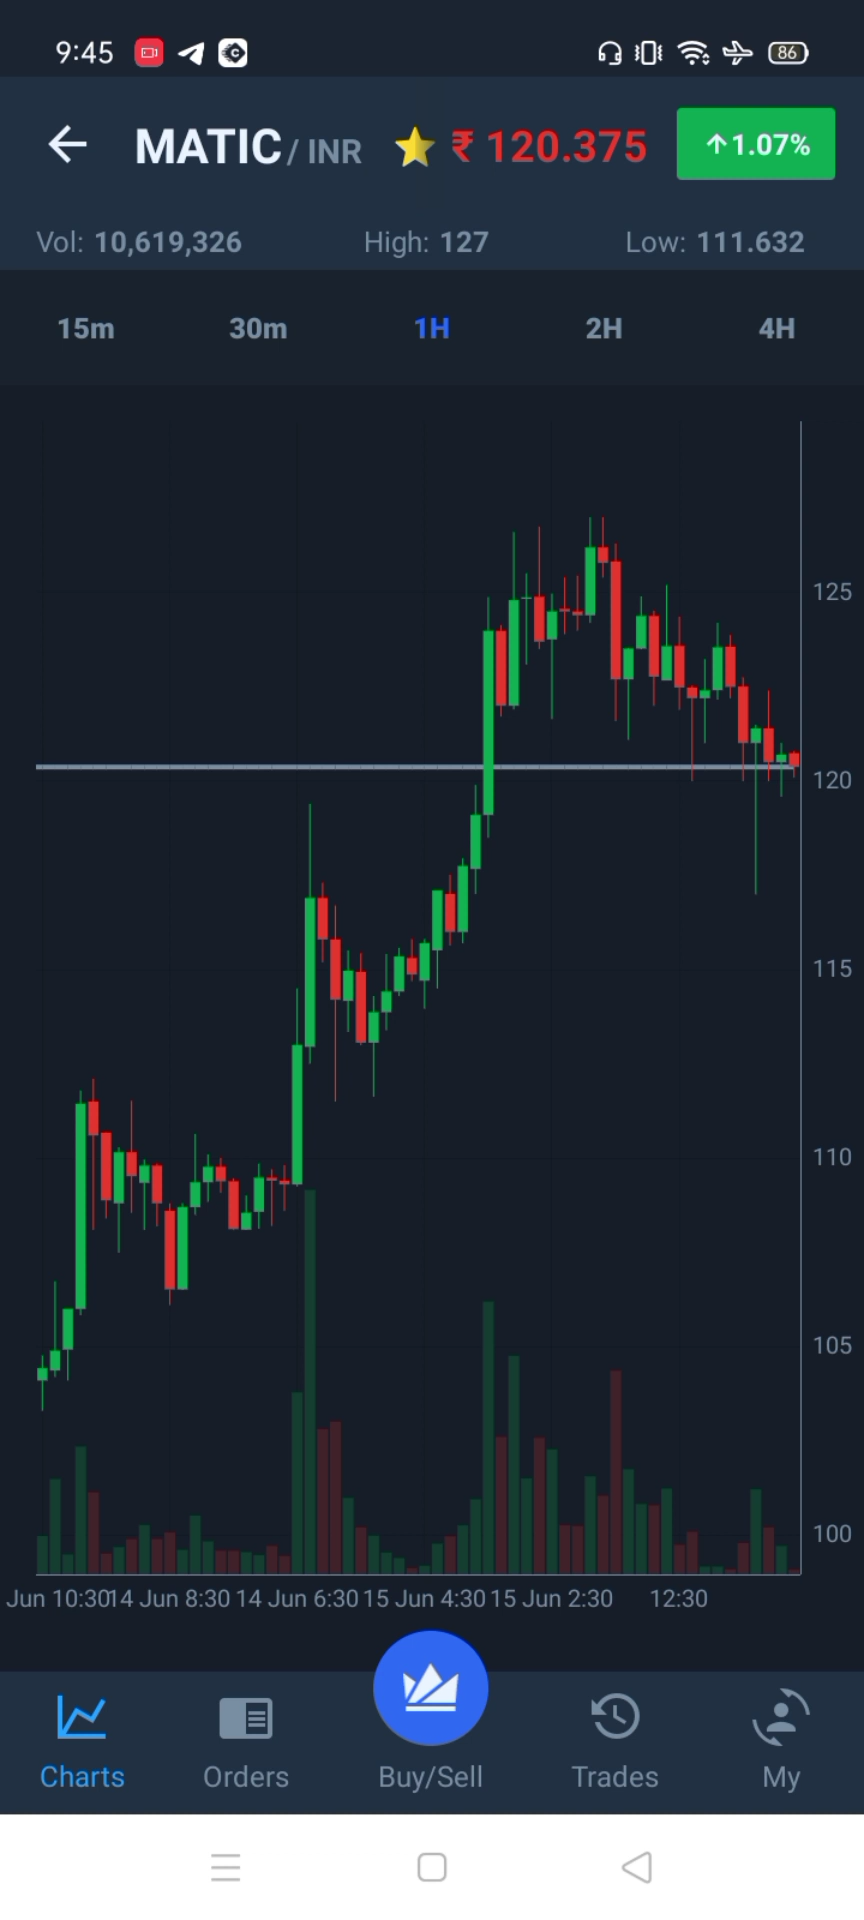 9:45 86
MATIC / INR ₹ 120.375 ↑1.07%
Vol: 10,619,326 High: 127 Low: 111.632
15m 30m 1H 2H 4H
125
120
115
110
105
100
Jun 10:30 14 Jun 8:30 14 Jun 6:30 15 Jun 4:30 15 Jun 2:30 12:30
Charts Orders Buy/Sell Trades My